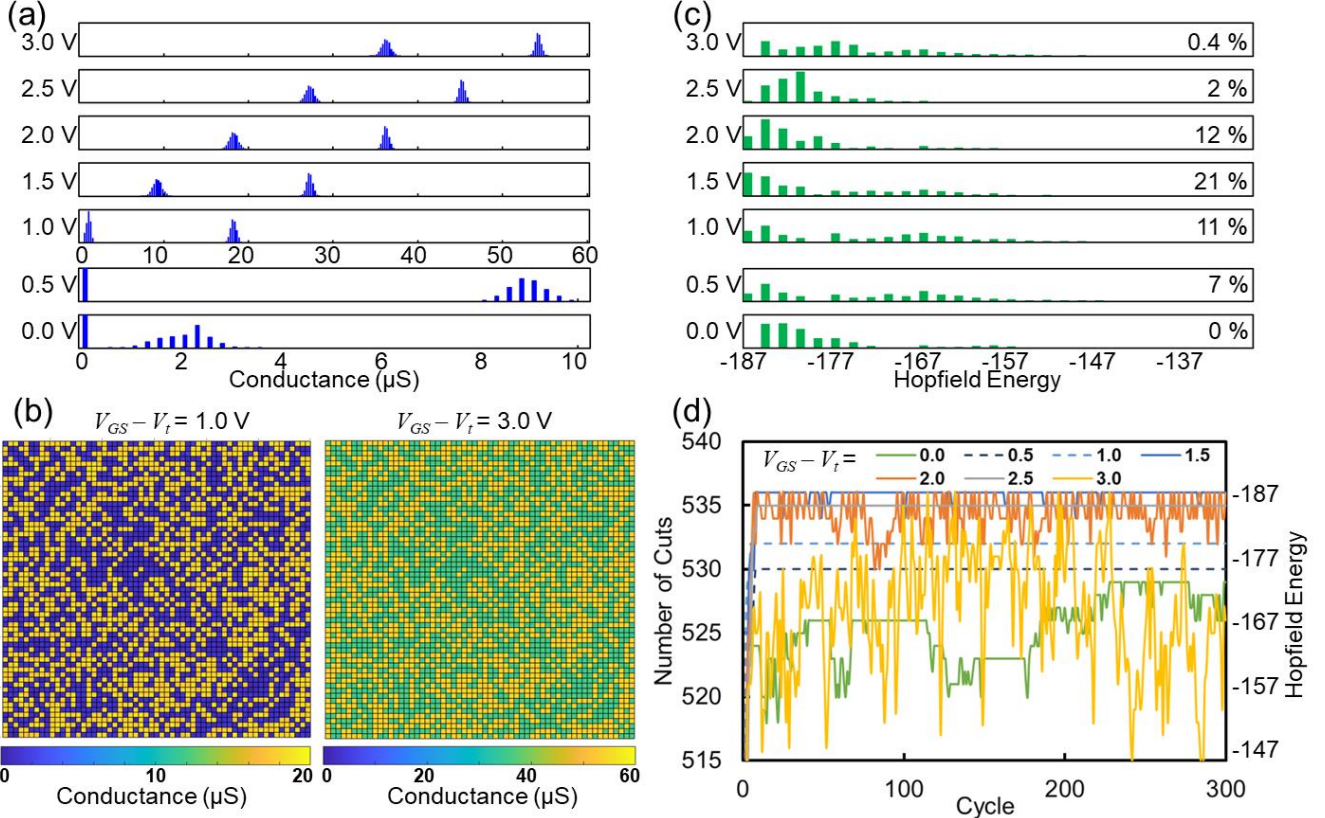 (a)
3.0 V
2.5 V
2.0 V
1.5 V
1.0 V
0 10 20 30 40 50 60
0.5 V
0.0 V
0 2 4 6 8 10
Conductance (µS)
(c)
3.0 V 0.4 %
2.5 V 2 %
2.0 V 12 %
1.5 V 21 %
1.0 V 11 %
0.5 V 7 %
0.0 V 0 %
-187 -177 -167 -157 -147 -137
Hopfield Energy
(b)
V_GS – V_t = 1.0 V
V_GS – V_t = 3.0 V
0 10 20
Conductance (µS)
0 20 40 60
Conductance (µS)
(d)
V_GS – V_t =
0.0 0.5 1.0 1.5
2.0 2.5 3.0
540
535
530
525
520
515
Number of Cuts
-187
-177
-167
-157
-147
Hopfield Energy
0 100 200 300
Cycle